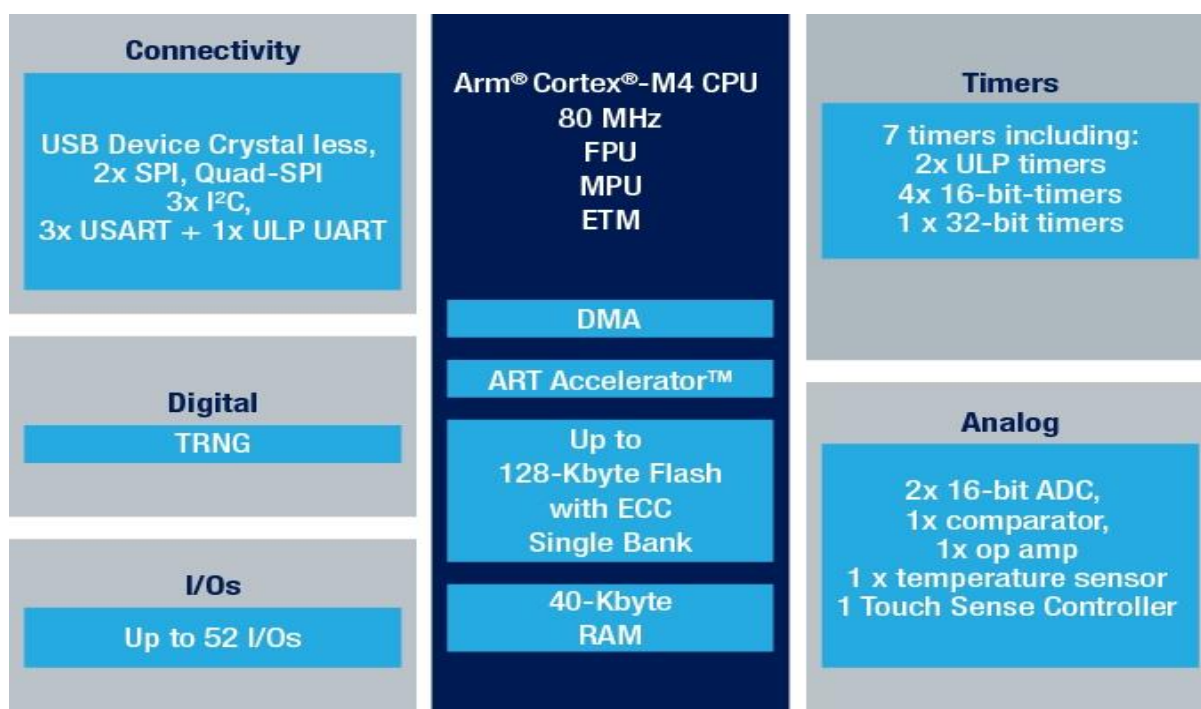 Connectivity
USB Device Crystal less,
2x SPI, Quad-SPI
3x I²C,
3x USART + 1x ULP UART
Digital
TRNG
I/Os
Up to 52 I/Os
Arm® Cortex®-M4 CPU
80 MHz
FPU
MPU
ETM
DMA
ART Accelerator™
Up to
128-Kbyte Flash
with ECC
Single Bank
40-Kbyte
RAM
Timers
7 timers including:
2x ULP timers
4x 16-bit-timers
1 x 32-bit timers
Analog
2x 16-bit ADC,
1x comparator,
1x op amp
1 x temperature sensor
1 Touch Sense Controller